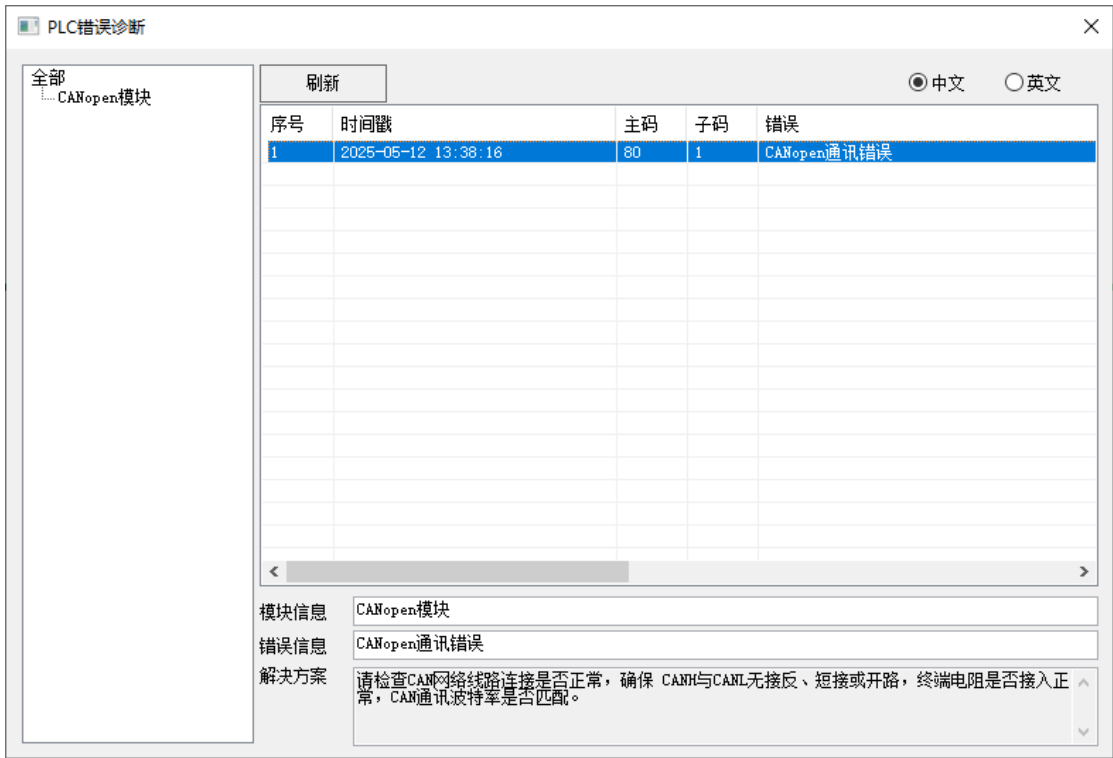 PLC错误诊断
全部
CANopen模块
刷新
中文
英文
序号 时间戳 主码 子码 错误
1 2025-05-12 13:38:16 80 1 CANopen通讯错误
模块信息 CANopen模块
错误信息 CANopen通讯错误
解决方案 请检查CAN网络线路连接是否正常,确保 CANH与CANL无接反、短接或开路,终端电阻是否接入正
常,CAN通讯波特率是否匹配。